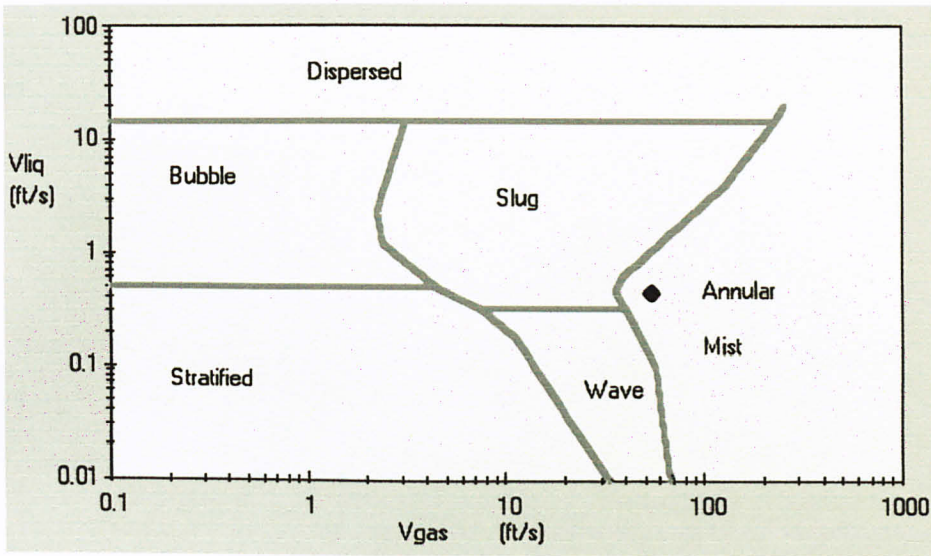 100
Dispersed
10
Vliq
(ft/s)
Bubble
Slug
1
Annular
Mist
0.1
Stratified
Wave
0.01
0.1
1
10
100
1000
Vgas (ft/s)